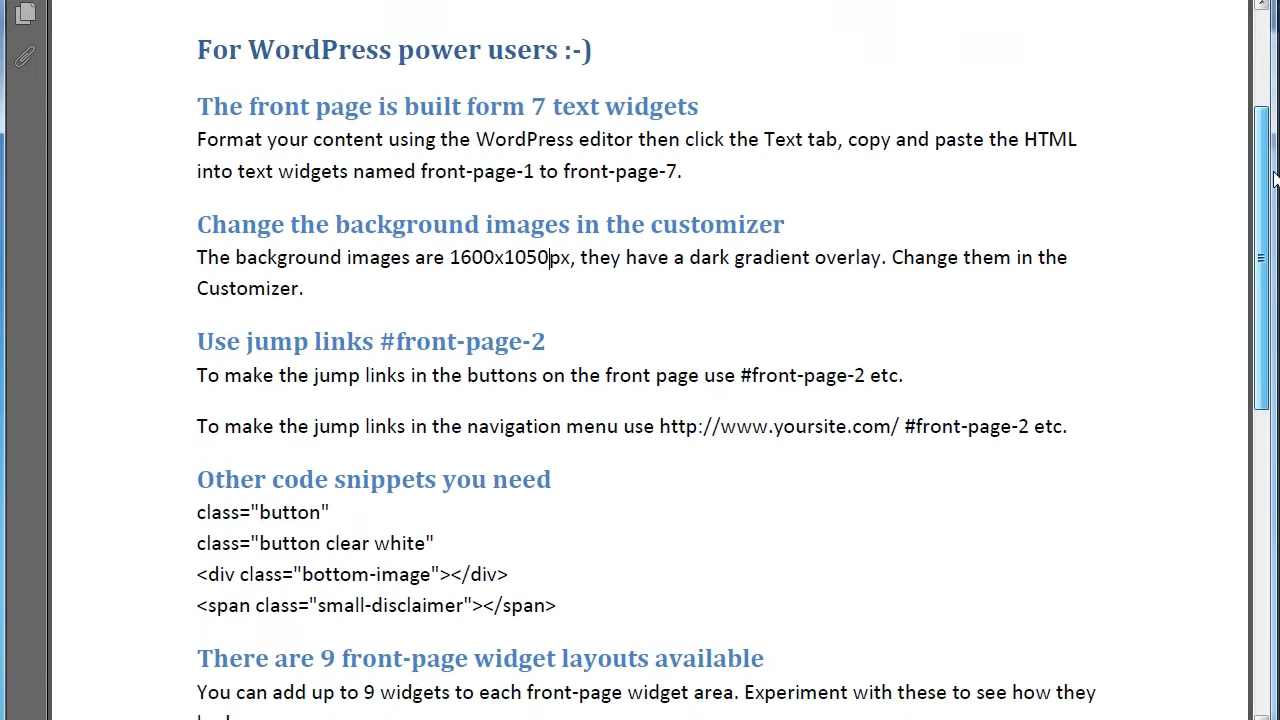 For WordPress power users :-)
The front page is built form 7 text widgets
Format your content using the WordPress editor then click the Text tab, copy and paste the HTML
into text widgets named front-page-1 to front-page-7.
Change the background images in the customizer
The background images are 1600x1050px, they have a dark gradient overlay. Change them in the
Customizer.
Use jump links #front-page-2
To make the jump links in the buttons on the front page use #front-page-2 etc.
To make the jump links in the navigation menu use http://www.yoursite.com/ #front-page-2 etc.
Other code snippets you need
class="button"
class="button clear white"
<div class="bottom-image"></div>
<span class="small-disclaimer"></span>
There are 9 front-page widget layouts available
You can add up to 9 widgets to each front-page widget area. Experiment with these to see how they